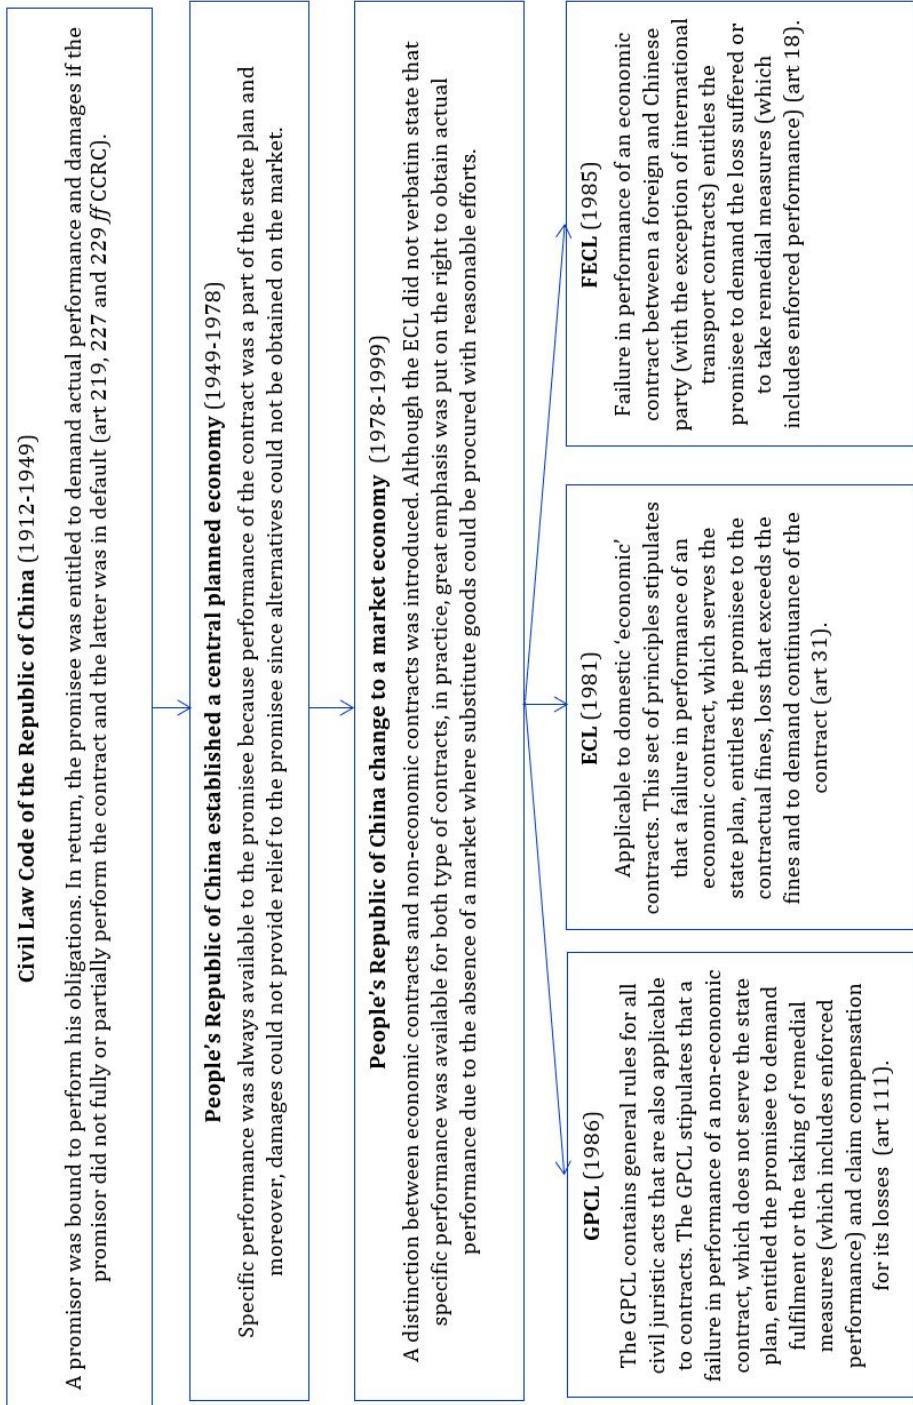 Civil Law Code of the Republic of China (1912-1949)
A promisor was bound to perform his obligations. In return, the promisee was entitled to demand actual performance and damages if the
promisor did not fully or partially perform the contract and the latter was in default (art 219, 227 and 229 ff CCRC).
People's Republic of China established a central planned economy (1949-1978)
Specific performance was always available to the promisee because performance of the contract was a part of the state plan and
moreover, damages could not provide relief to the promisee since alternatives could not be obtained on the market.
People's Republic of China change to a market economy (1978-1999)
A distinction between economic contracts and non-economic contracts was introduced. Although the ECL did not verbatim state that
specific performance was available for both type of contracts, in practice, great emphasis was put on the right to obtain actual
performance due to the absence of a market where substitute goods could be procured with reasonable efforts.
GPCL (1986)
The GPCL contains general rules for all
civil juristic acts that are also applicable
to contracts. The GPCL stipulates that a
failure in performance of a non-economic
contract, which does not serve the state
plan, entitled the promisee to demand
fulfilment or the taking of remedial
measures (which includes enforced
performance) and claim compensation
for its losses (art 111).
ECL (1981)
Applicable to domestic 'economic'
contracts. This set of principles stipulates
that a failure in performance of an
economic contract, which serves the
state plan, entitles the promisee to the
contractual fines, loss that exceeds the
fines and to demand continuance of the
contract (art 31).
FECL (1985)
Failure in performance of an economic
contract between a foreign and Chinese
party (with the exception of international
transport contracts) entitles the
promisee to demand the loss suffered or
to take remedial measures (which
includes enforced performance) (art 18).